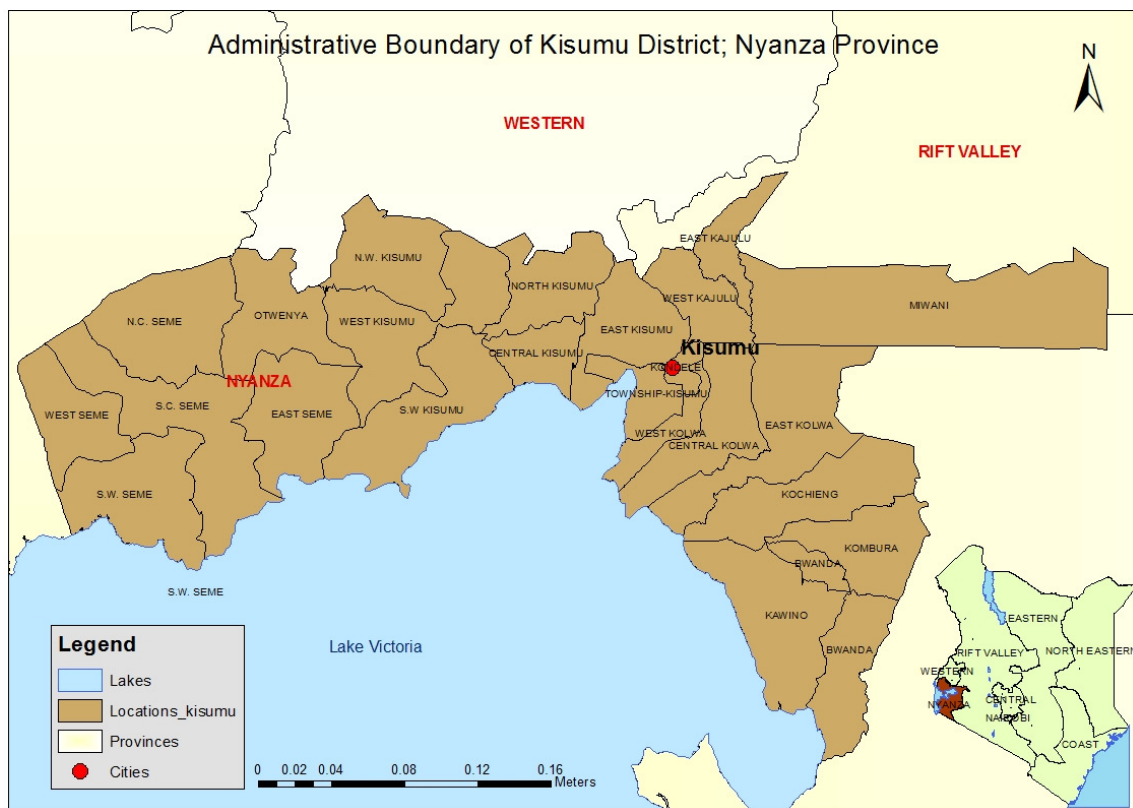 Administrative Boundary of Kisumu District; Nyanza Province
N
WESTERN
RIFT VALLEY
EAST KAJULU
N.W. KISUMU
NORTH KISUMU
WEST KAJULU
MIWANI
N.C. SEME
OTWENYA
WEST KISUMU
EAST KISUMU
CENTRAL KISUMU
Kisumu
KONDELE
NYANZA
TOWNSHIP-KISUMU
WEST SEME
S.C. SEME
EAST SEME
S.W KISUMU
EAST KOLWA
WEST KOLWA
CENTRAL KOLWA
S.W. SEME
KOCHIENG
KOMBURA
BWANDA
S.W. SEME
KAWINO
Lake Victoria
BWANDA
Legend
Lakes
Locations_kisumu
Provinces
Cities
0 0.02 0.04 0.08 0.12 0.16
Meters
EASTERN
RIFT VALLEY
NORTH EASTERN
WESTERN
CENTRAL
NYANZA
NAIROBI
COAST